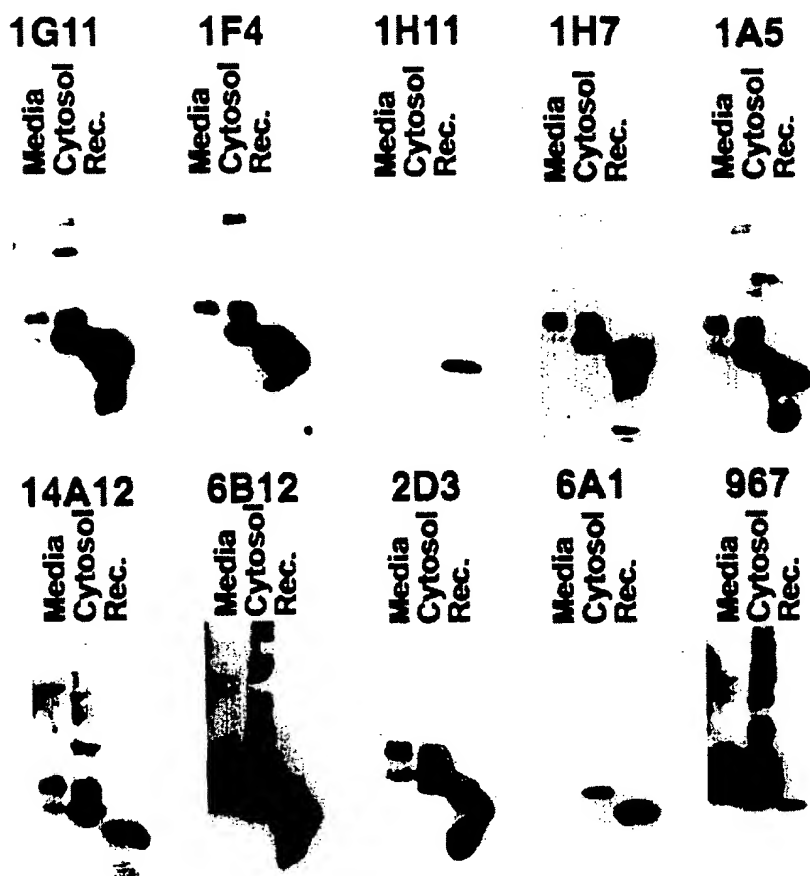 1G11 1F4 1H11 1H7 1A5
Media Cytosol Rec. Media Cytosol Rec. Media Cytosol Rec. Media Cytosol Rec. Media Cytosol Rec.
14A12 6B12 2D3 6A1 967
Media Cytosol Rec. Media Cytosol Rec. Media Cytosol Rec. Media Cytosol Rec. Media Cytosol Rec.